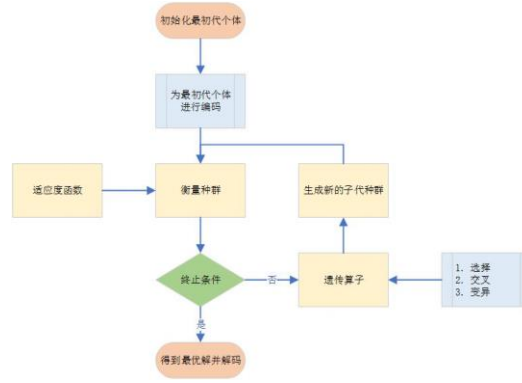 初始化最初代个体
为最初代个体
进行编码
适应度函数
衡量种群
生成新的子代种群
终止条件
否
遗传算子
1. 选择
2. 交叉
3. 变异
是
得到最优解并解码